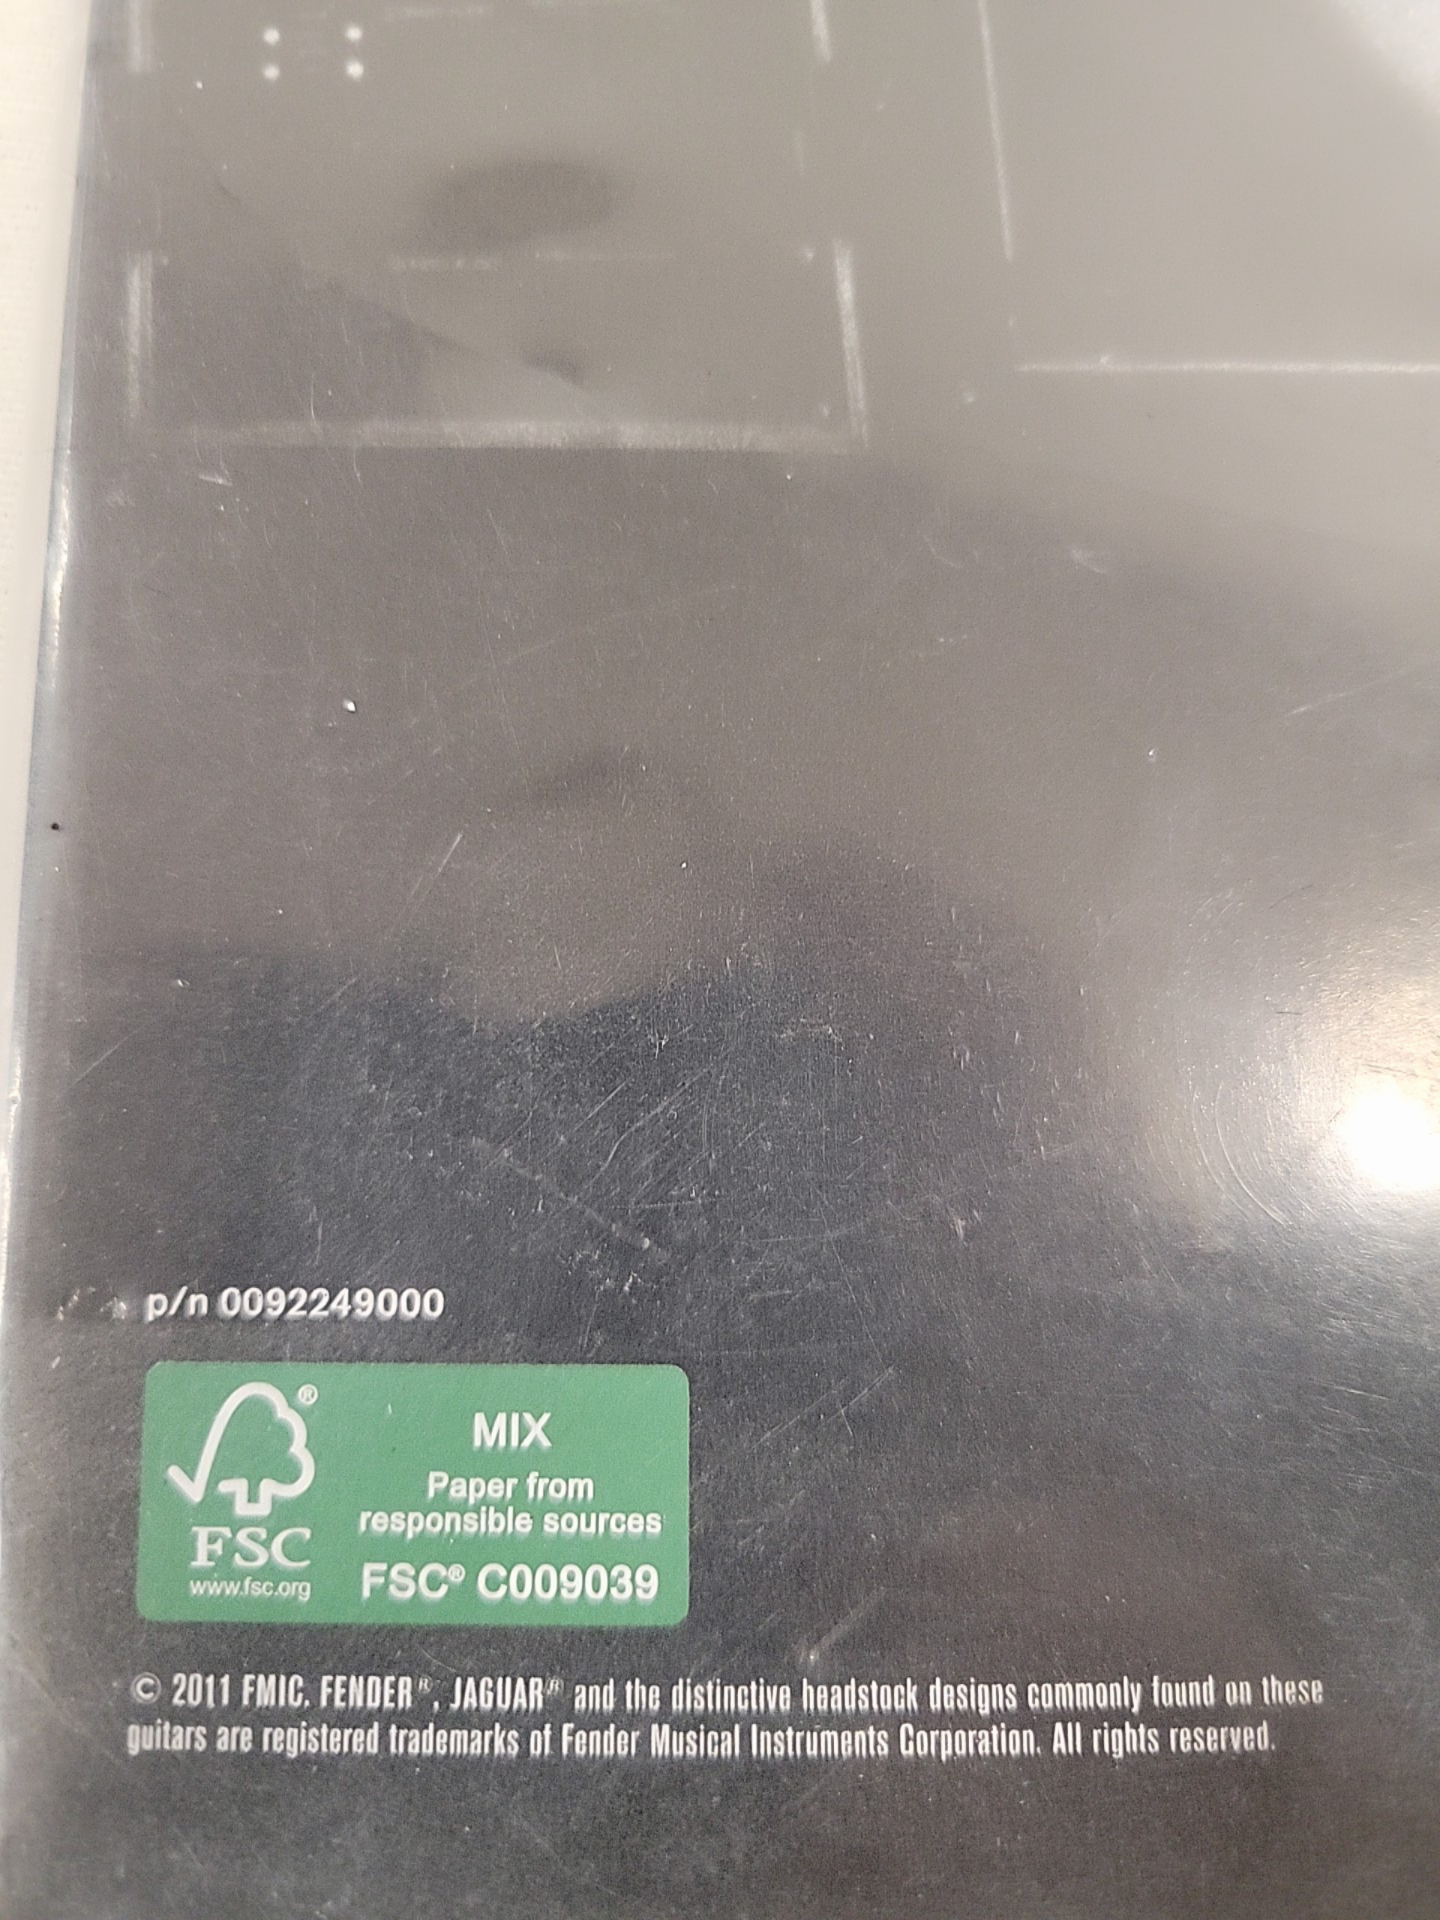 p/n 0092249000
®
MIX
Paper from
responsible sources
FSC
www.fsc.org
FSC® C009039
© 2011 FMIC. FENDER®, JAGUAR® and the distinctive headstock designs commonly found on these
guitars are registered trademarks of Fender Musical Instruments Corporation. All rights reserved.